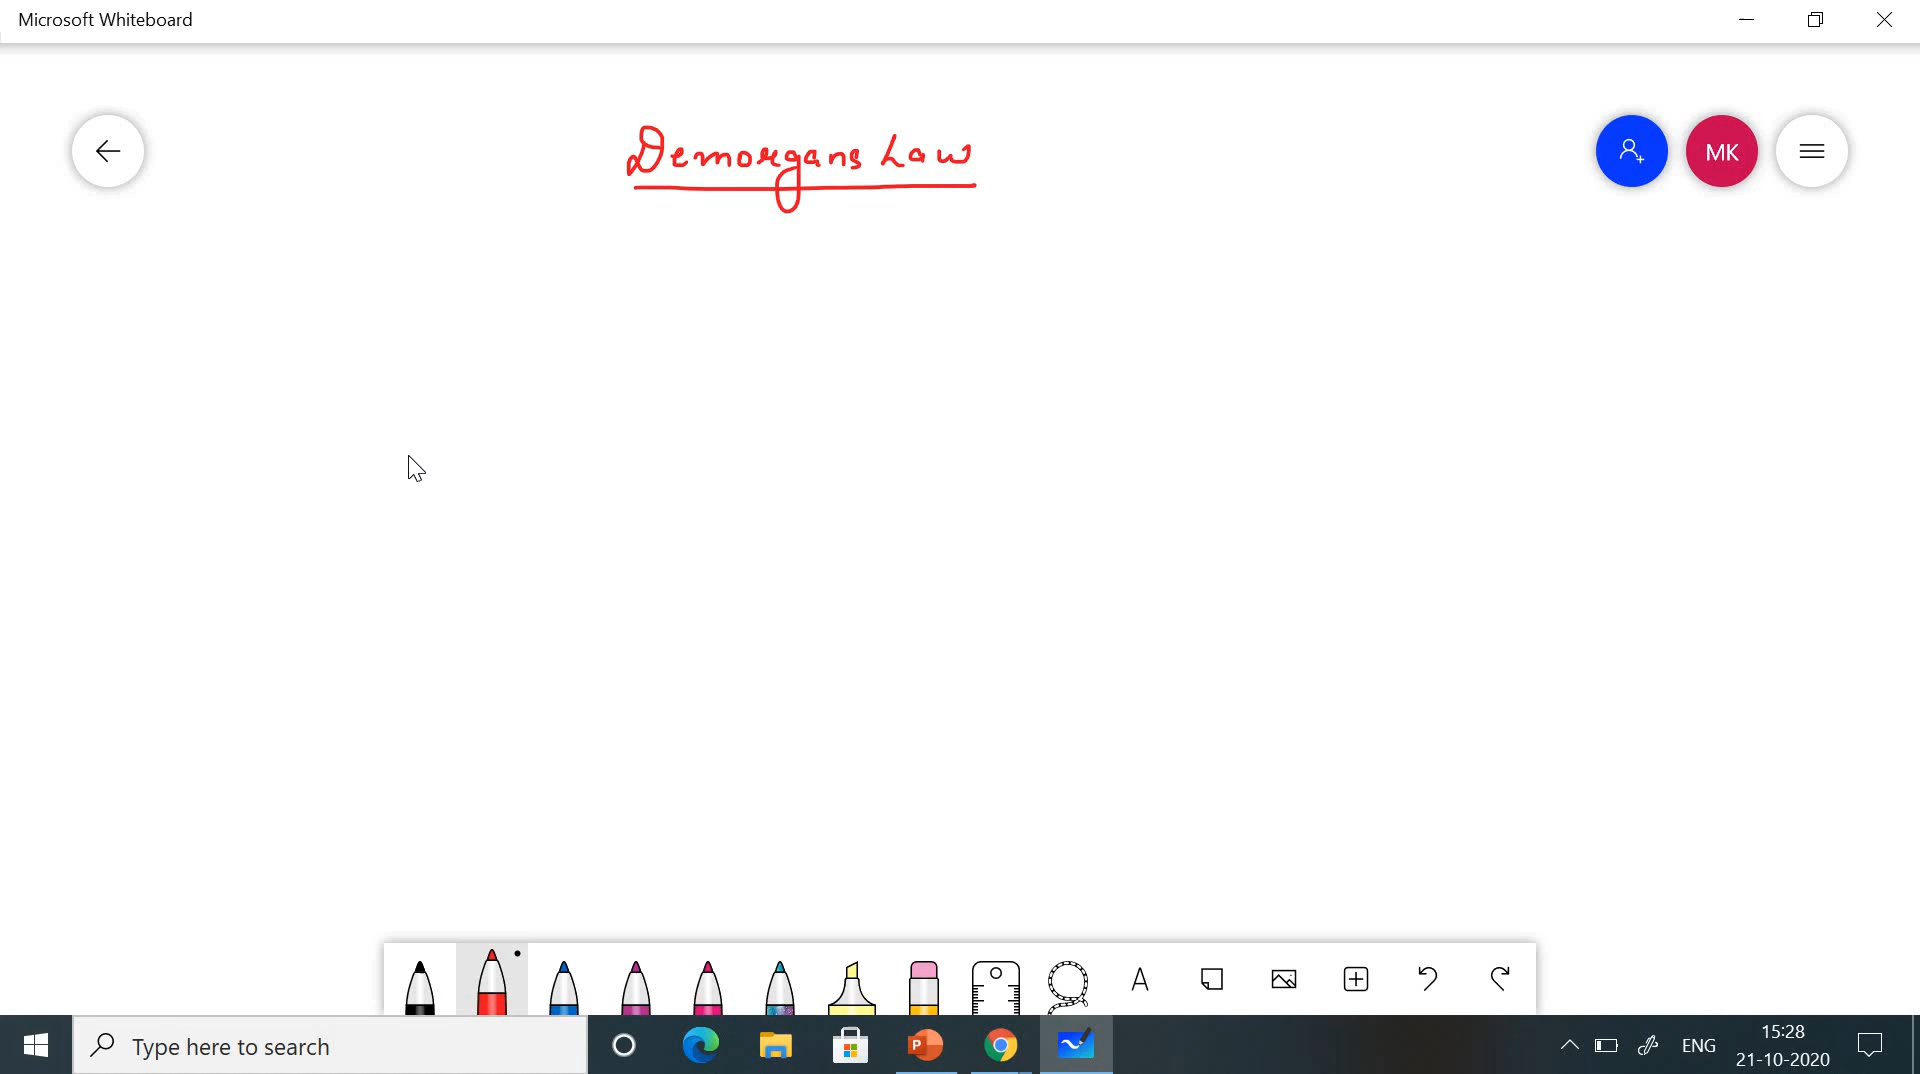 Microsoft Whiteboard
Demorgans Law
MK
A
Type here to search
P
ENG
15:28
21-10-2020